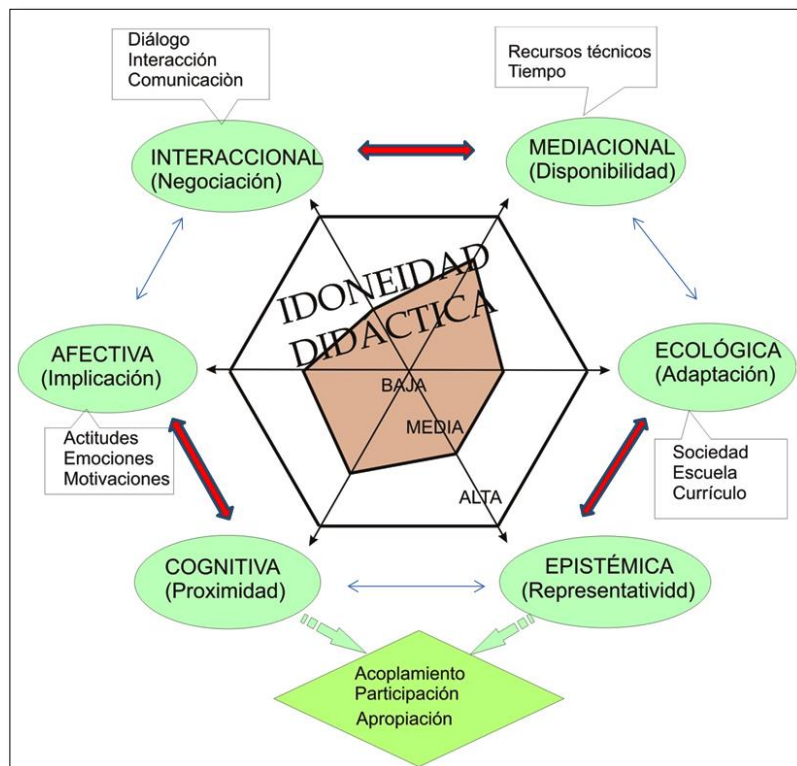 Diálogo
Interacción
Comunicaciòn
Recursos técnicos
Tiempo
INTERACCIONAL
(Negociación)
MEDIACIONAL
(Disponibilidad)
IDONEIDAD
DIDACTICA
AFECTIVA
(Implicación)
ECOLÓGICA
(Adaptación)
BAJA
MEDIA
ALTA
Actitudes
Emociones
Motivaciones
Sociedad
Escuela
Currículo
COGNITIVA
(Proximidad)
EPISTÉMICA
(Representatividd)
Acoplamiento
Participación
Apropiación